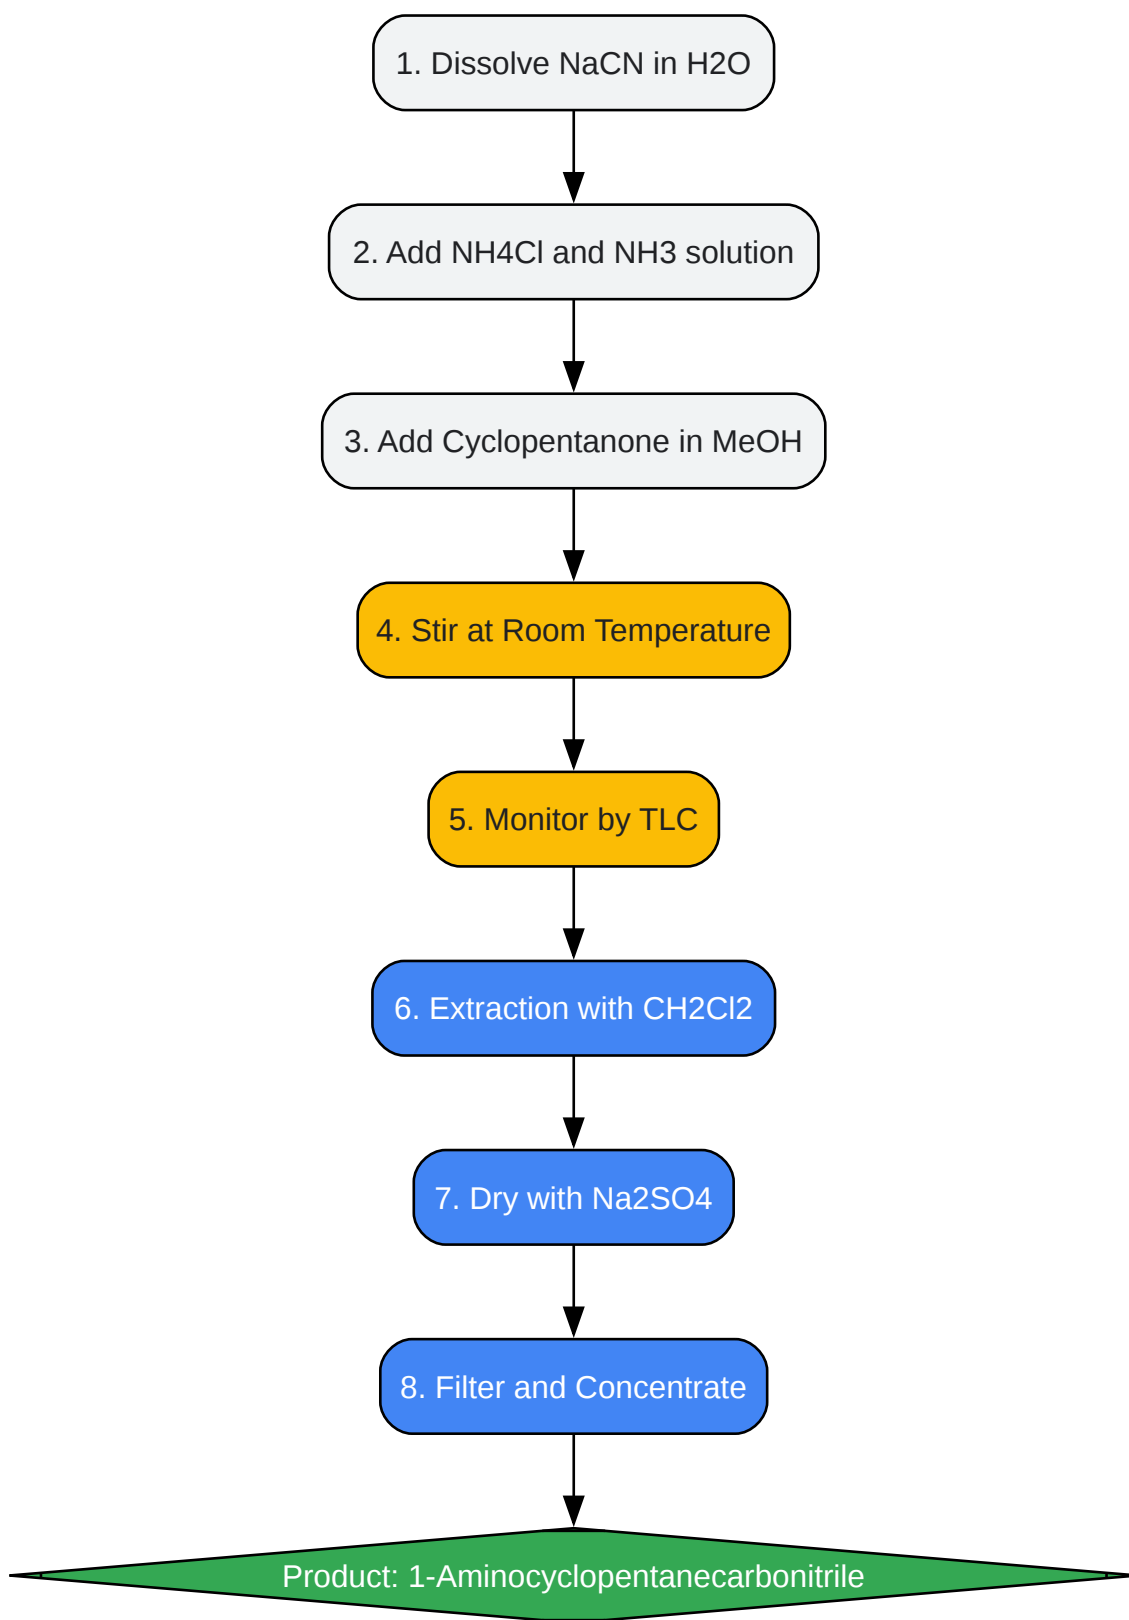 1. Dissolve NaCN in H2O
2. Add NH4Cl and NH3 solution
3. Add Cyclopentanone in MeOH
4. Stir at Room Temperature
5. Monitor by TLC
6. Extraction with CH2Cl2
7. Dry with Na2SO4
8. Filter and Concentrate
Product: 1-Aminocyclopentanecarbonitrile